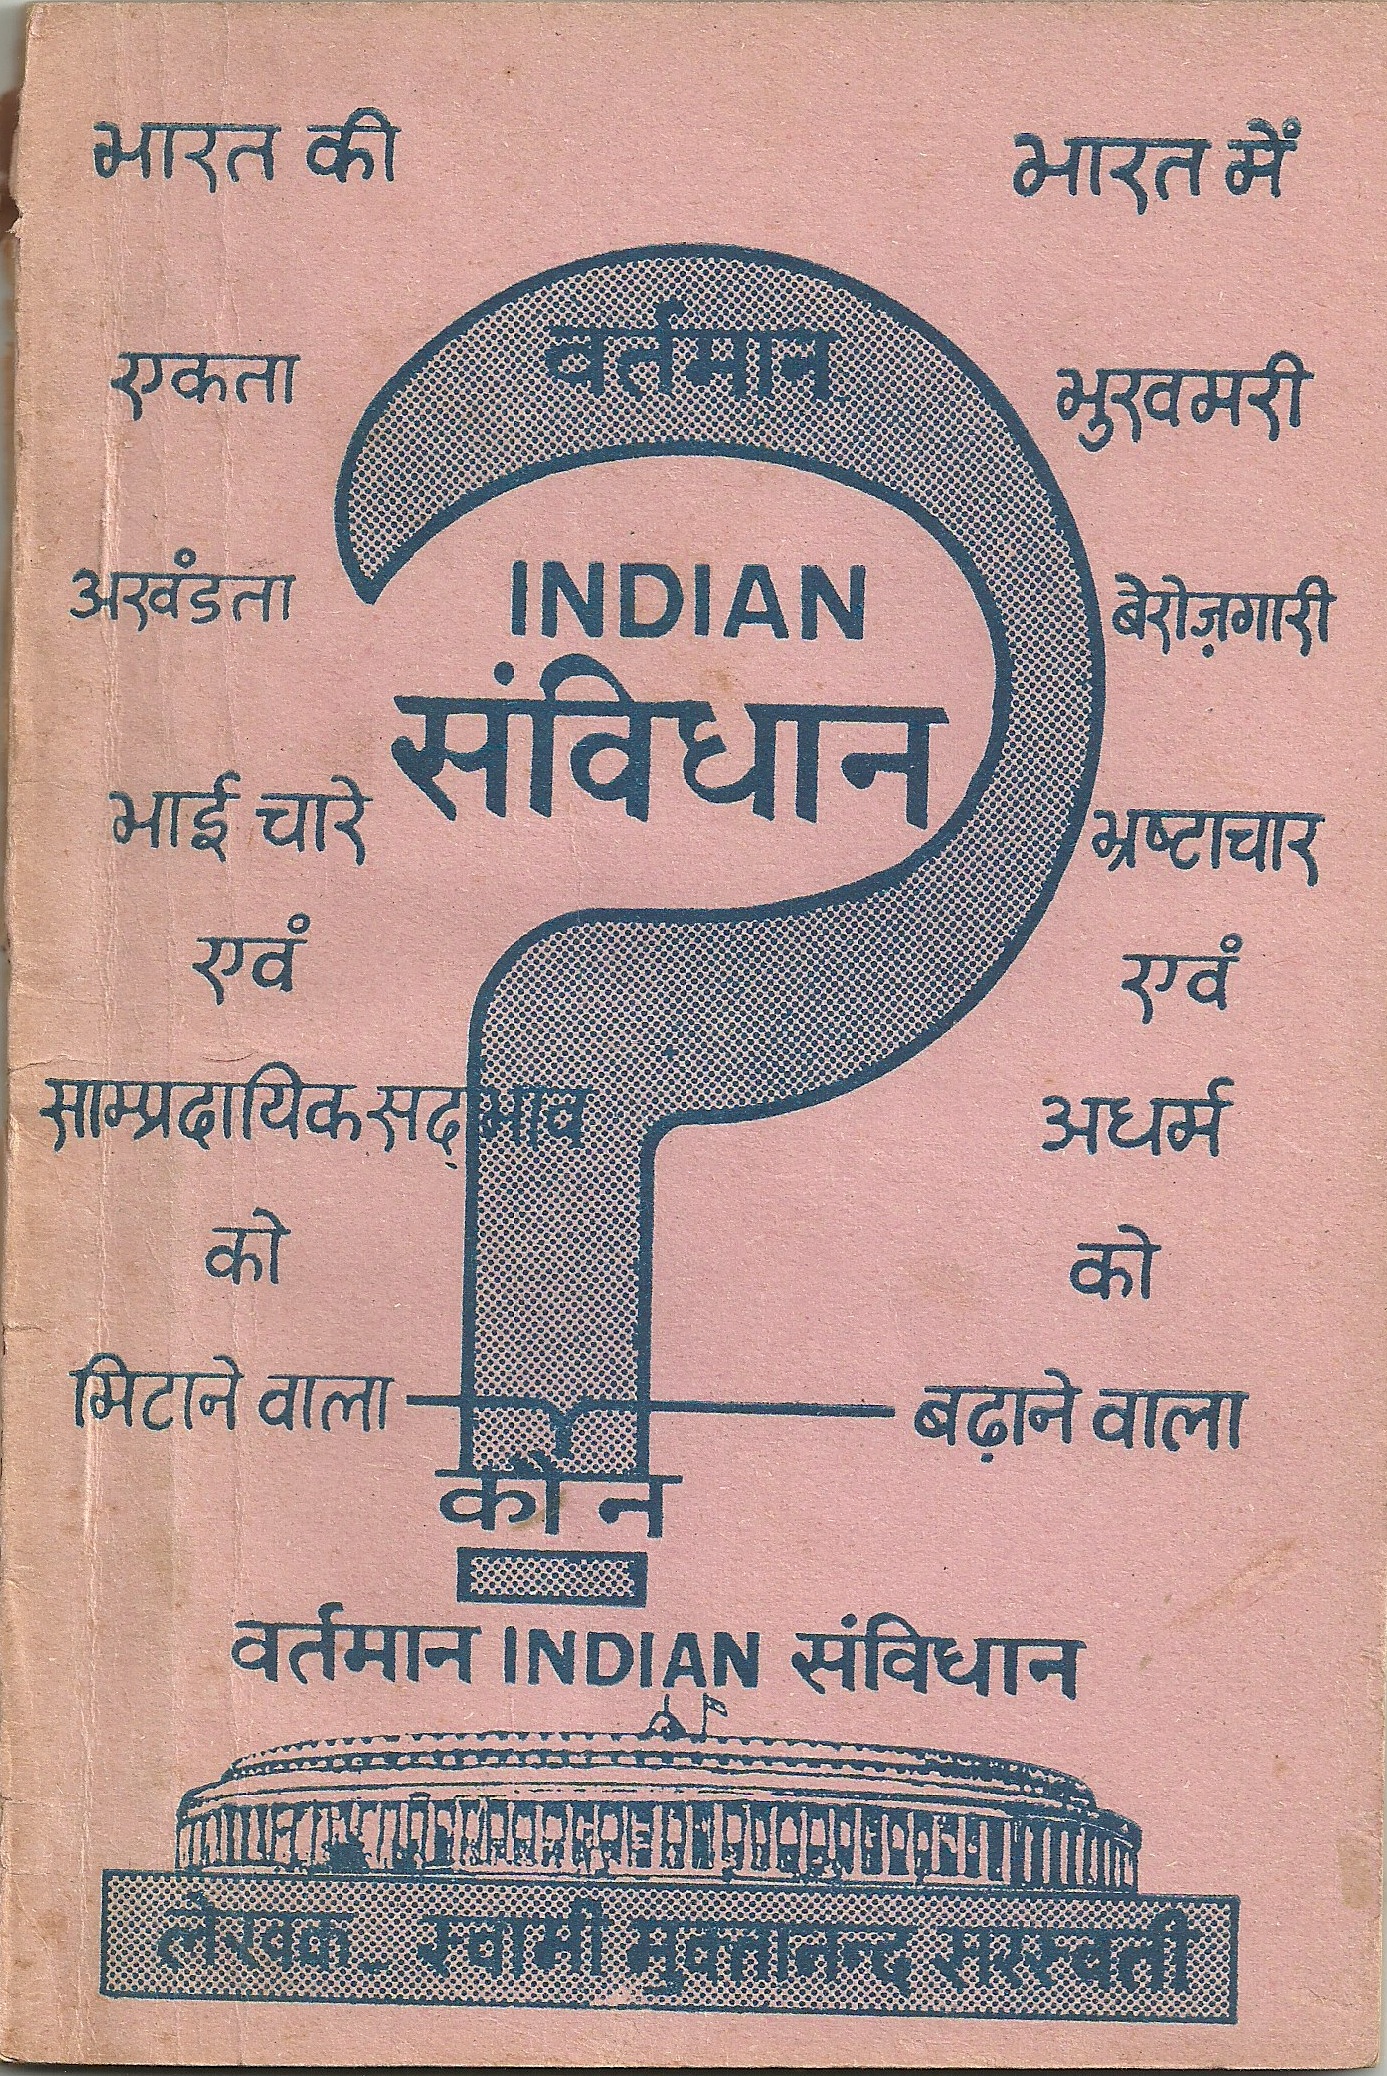 भारत की
एकता
अखंडता
भाई चारे
एवं
साम्प्रदायिक सद्भाव
को
मिटाने वाला
भारत में
भुखमरी
बेरोज़गारी
भ्रष्टाचार
एवं
अधर्म
को
बढ़ाने वाला
वर्तमान
INDIAN
संविधान
कौन
वर्तमान INDIAN संविधान
लेखक_ स्वामी मुक्तानन्द सरस्वती